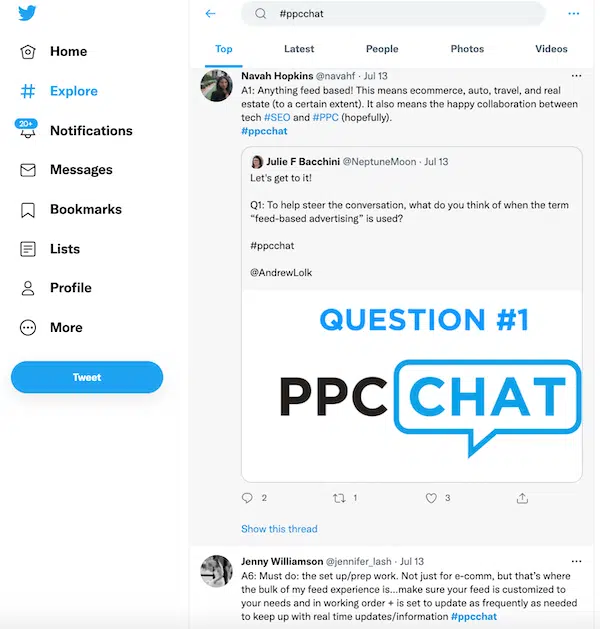 Home
Explore
20+
Notifications
Messages
Bookmarks
Lists
Profile
More
Tweet
#ppcchat
Top Latest People Photos Videos
Navah Hopkins @navahf · Jul 13
A1: Anything feed based! This means ecommerce, auto, travel, and real
estate (to a certain extent). It also means the happy collaboration between
tech #SEO and #PPC (hopefully).
#ppcchat
Julie F Bacchini @NeptuneMoon · Jul 13
Let's get to it!
Q1: To help steer the conversation, what do you think of when the term
“feed-based advertising” is used?
#ppcchat
@AndrewLolk
QUESTION #1
PPC CHAT
2 1 3
Show this thread
Jenny Williamson @jennifer_lash · Jul 13
A6: Must do: the set up/prep work. Not just for e-comm, but that’s where
the bulk of my feed experience is...make sure your feed is customized to
your needs and in working order + is set to update as frequently as needed
to keep up with real time updates/information #ppcchat